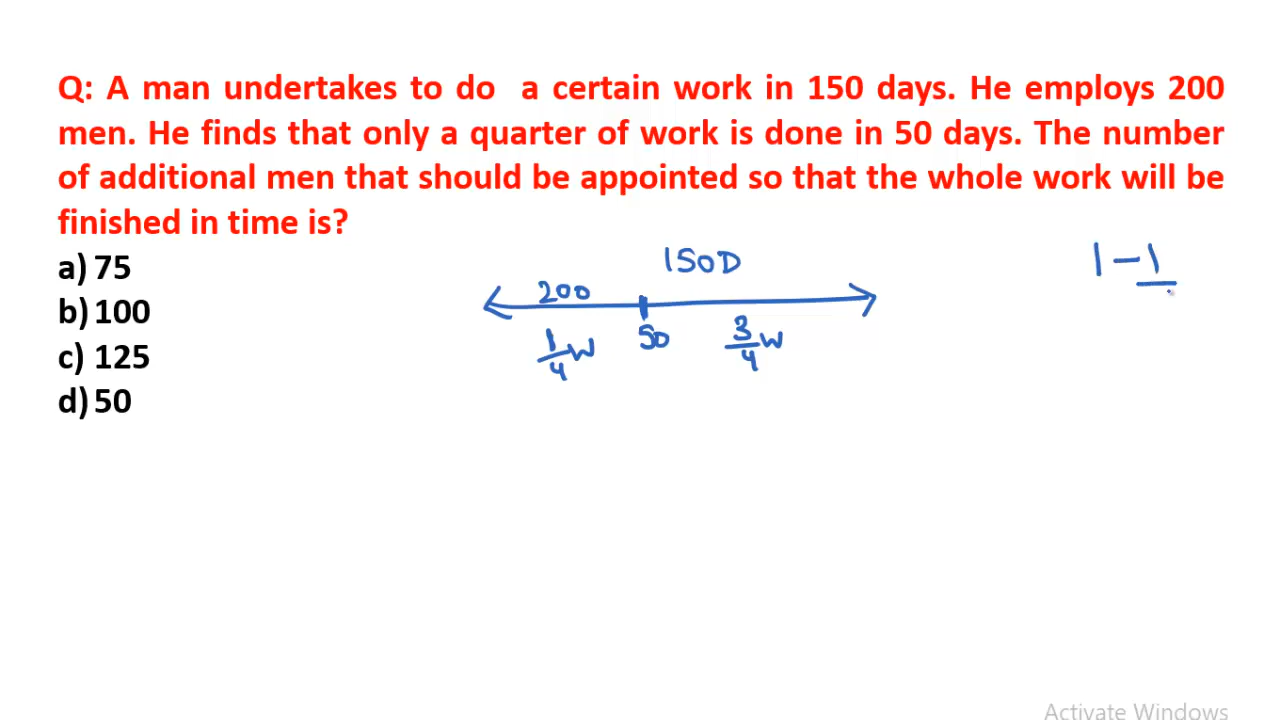 Q: A man undertakes to do a certain work in 150 days. He employs 200
men. He finds that only a quarter of work is done in 50 days. The number
of additional men that should be appointed so that the whole work will be
finished in time is?
a) 75
b) 100
c) 125
d) 50
150D
200
1/4 W
50
3/4 W
1 - 1
Activate Windows